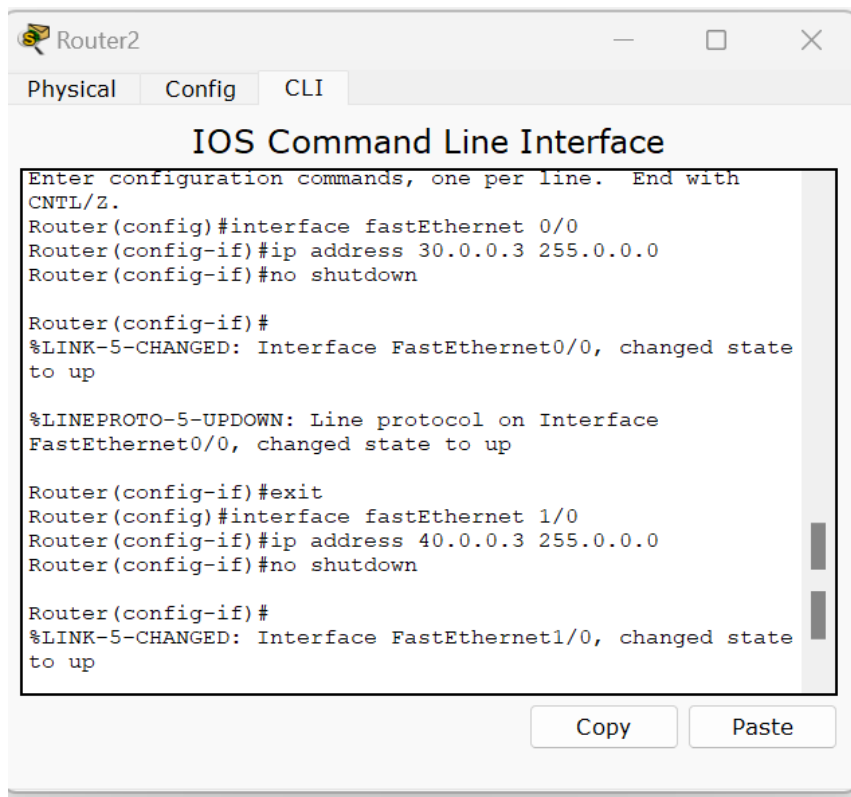 Router2
Physical Config CLI
IOS Command Line Interface
Enter configuration commands, one per line.  End with
CNTL/Z.
Router(config)#interface fastEthernet 0/0
Router(config-if)#ip address 30.0.0.3 255.0.0.0
Router(config-if)#no shutdown
Router(config-if)#
%LINK-5-CHANGED: Interface FastEthernet0/0, changed state
to up
%LINEPROTO-5-UPDOWN: Line protocol on Interface
FastEthernet0/0, changed state to up
Router(config-if)#exit
Router(config)#interface fastEthernet 1/0
Router(config-if)#ip address 40.0.0.3 255.0.0.0
Router(config-if)#no shutdown
Router(config-if)#
%LINK-5-CHANGED: Interface FastEthernet1/0, changed state
to up
Copy Paste